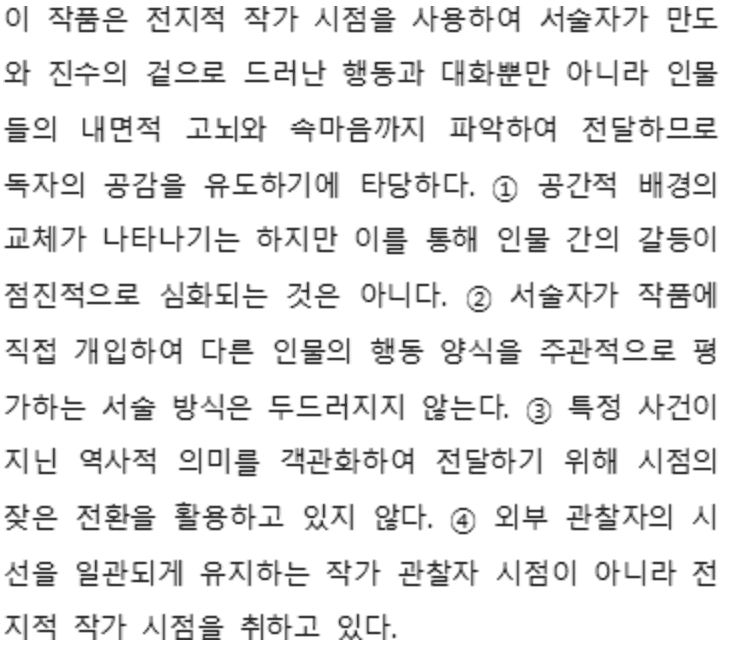 이 작품은 전지적 작가 시점을 사용하여 서술자가 만도
와 진수의 겉으로 드러난 행동과 대화뿐만 아니라 인물
들의 내면적 고뇌와 속마음까지 파악하여 전달하므로
독자의 공감을 유도하기에 타당하다. ① 공간적 배경의
교체가 나타나기는 하지만 이를 통해 인물 간의 갈등이
점진적으로 심화되는 것은 아니다. ② 서술자가 작품에
직접 개입하여 다른 인물의 행동 양식을 주관적으로 평
가하는 서술 방식은 두드러지지 않는다. ③ 특정 사건이
지닌 역사적 의미를 객관화하여 전달하기 위해 시점의
잦은 전환을 활용하고 있지 않다. ④ 외부 관찰자의 시
선을 일관되게 유지하는 작가 관찰자 시점이 아니라 전
지적 작가 시점을 취하고 있다.